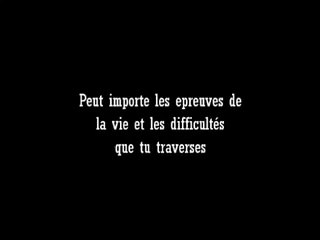 Peut importe les epreuves de
la vie et les difficultés
que tu traverses